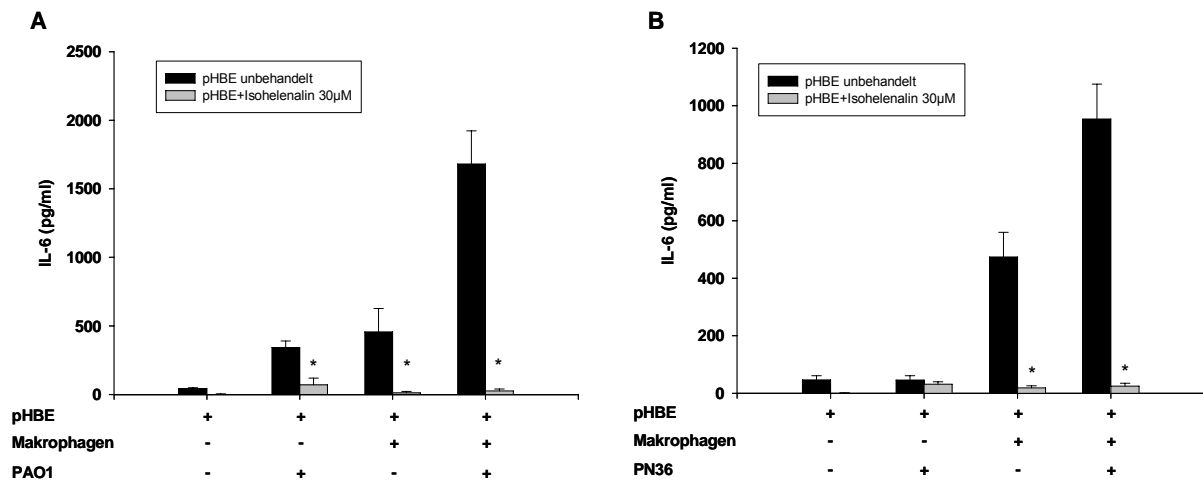 A
2500
2000
1500
1000
500
0
IL-6 (pg/ml)
pHBE unbehandelt
pHBE+Isohelenalin 30µM
* * *
pHBE + + + +
Makrophagen - - + +
PAO1 - + - +
B
1200
1000
800
600
400
200
0
IL-6 (pg/ml)
pHBE unbehandelt
pHBE+Isohelenalin 30µM
* *
pHBE + + + +
Makrophagen - - + +
PN36 - + - +